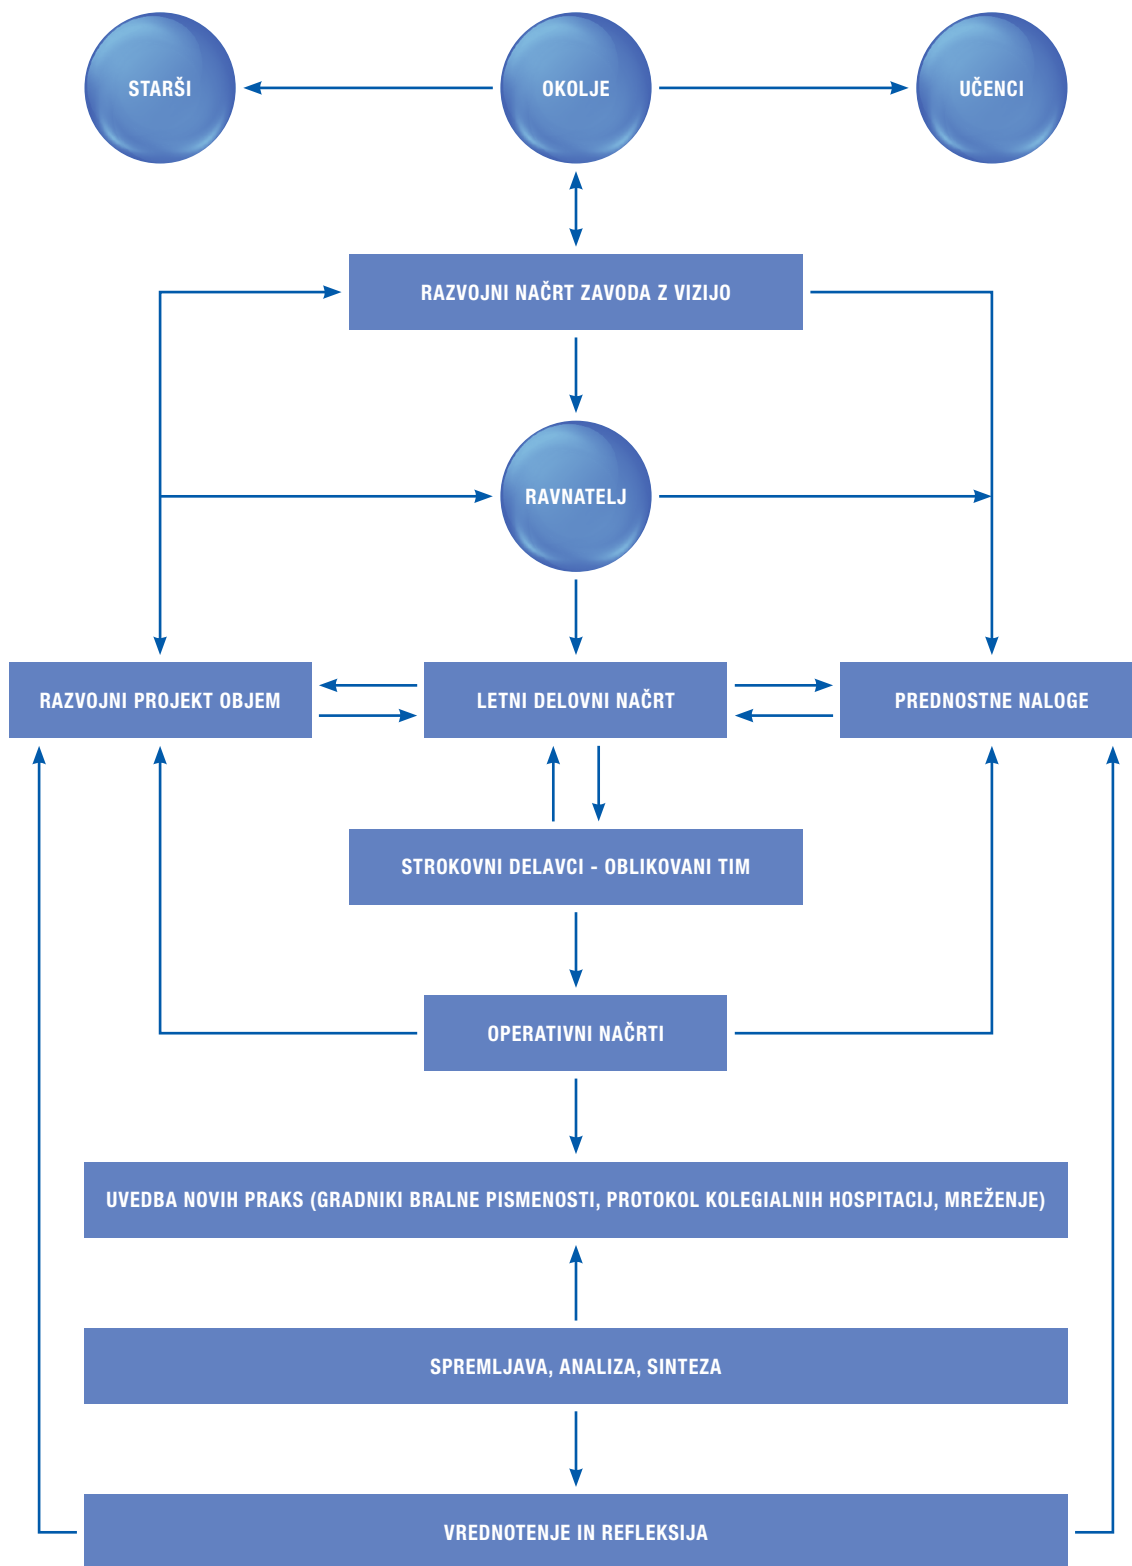 STARŠI
OKOLJE
UČENCI
RAZVOJNI NAČRT ZAVODA Z VIZIJO
RAVNATELJ
RAZVOJNI PROJEKT OBJEM
LETNI DELOVNI NAČRT
PREDNOSTNE NALOGE
STROKOVNI DELAVCI - OBLIKOVANI TIM
OPERATIVNI NAČRTI
UVEDBA NOVIH PRAKS (GRADNIKI BRALNE PISMENOSTI, PROTOKOL KOLEGIALNIH HOSPITACIJ, MREŽENJE)
SPREMLJAVA, ANALIZA, SINTEZA
VREDNOTENJE IN REFLEKSIJA